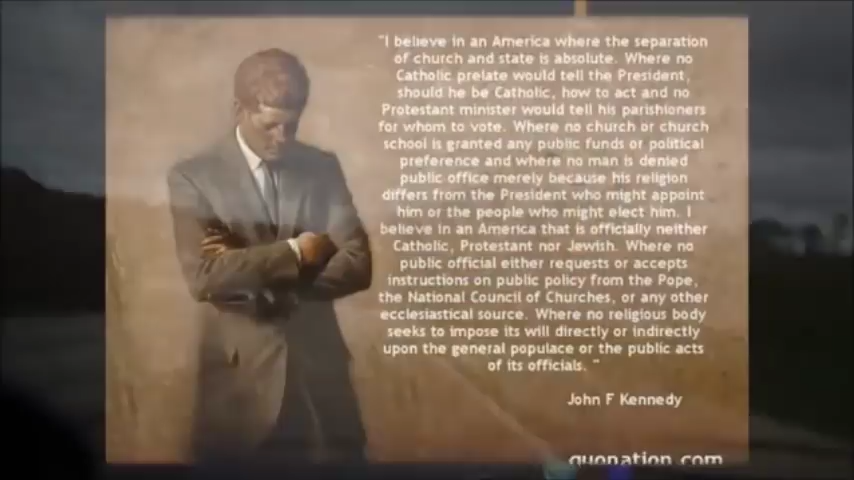 "I believe in an America where the separation
of church and state is absolute. Where no
Catholic prelate would tell the President,
should he be Catholic, how to act and no
Protestant minister would tell his parishioners
for whom to vote. Where no church or church
school is granted any public funds or political
preference and where no man is denied
public office merely because his religion
differs from the President who might appoint
him or the people who might elect him. I
believe in an America that is officially neither
Catholic, Protestant nor Jewish. Where no
public official either requests or accepts
instructions on public policy from the Pope,
the National Council of Churches, or any other
ecclesiastical source. Where no religious body
seeks to impose its will directly or indirectly
upon the general populace or the public acts
of its officials. "
John F Kennedy
quonation.com